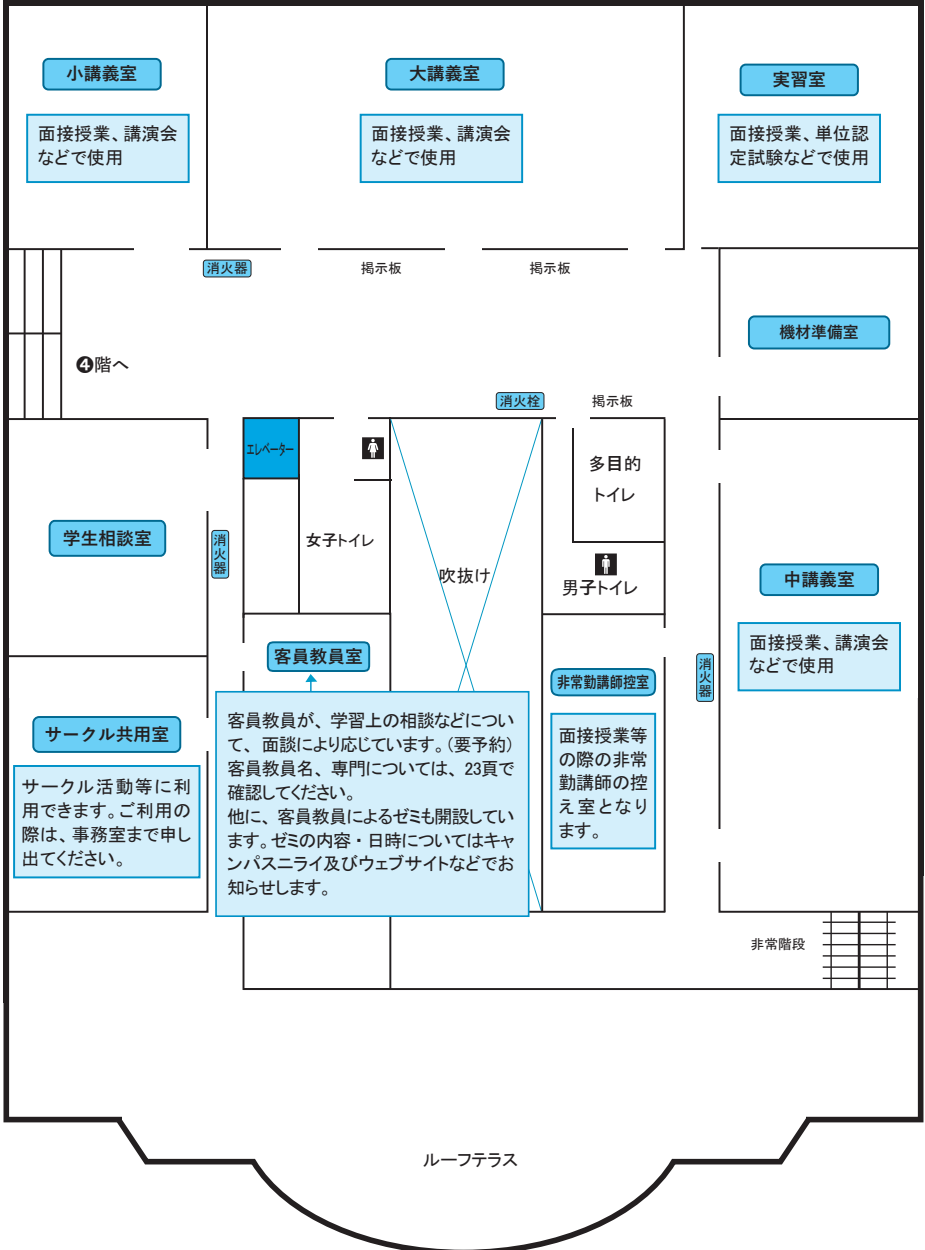 小講義室
面接授業、講演会
などで使用
大講義室
面接授業、講演会
などで使用
実習室
面接授業、単位認
定試験などで使用
消火器
掲示板
掲示板
機材準備室
❹階へ
消火栓
掲示板
エレベーター
多目的
トイレ
学生相談室
消火器
女子トイレ
吹抜け
男子トイレ
中講義室
面接授業、講演会
などで使用
客員教員室
客員教員が、学習上の相談などについ
て、面談により応じています。（要予約）
客員教員名、専門については、23頁で
確認してください。
他に、客員教員によるゼミも開設してい
ます。ゼミの内容・日時についてはキャ
ンパスニライ及びウェブサイトなどでお
知らせします。
非常勤講師控室
面接授業等
の際の非常
勤講師の控
え室となり
ます。
消火器
サークル共用室
サークル活動等に利
用できます。ご利用の
際は、事務室まで申し
出てください。
非常階段
ルーフテラス